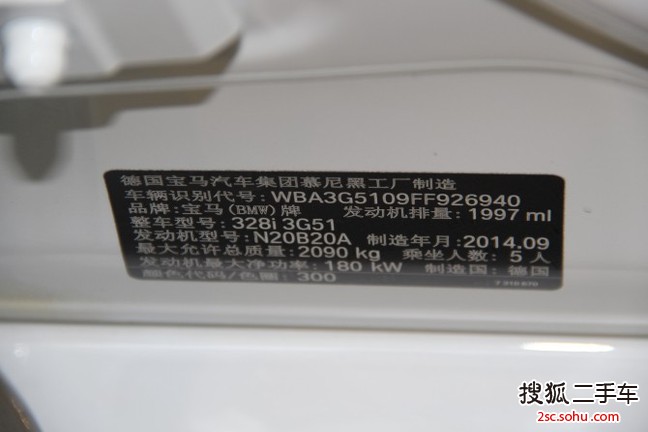 德国宝马汽车集团慕尼黑工厂制造
车辆识别代号: WBA3G5109FF926940
品牌: 宝马(BMW)牌 发动机排量: 1997 ml
整车型号: 328i 3G51
发动机型号: N20B20A 制造年月: 2014.09
最大允许总质量: 2090 kg 乘坐人数: 5 人
发动机最大净功率: 180 kW 制造国: 德国
颜色代码/色圈: 300
7 310 670
搜狐 二手车
2sc.sohu.com